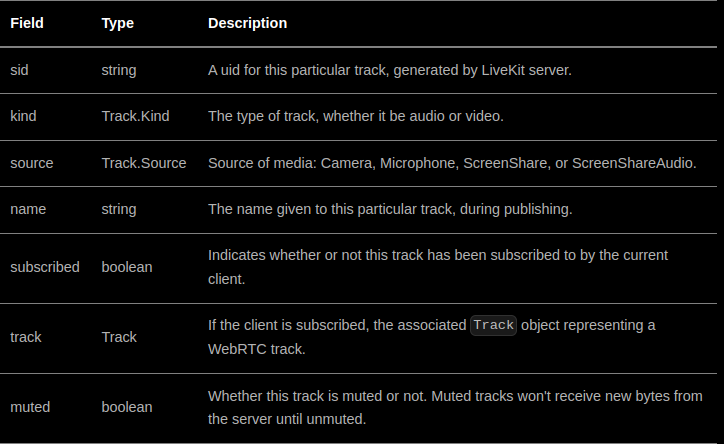 Field Type Description
sid string A uid for this particular track, generated by LiveKit server.
kind Track.Kind The type of track, whether it be audio or video.
source Track.Source Source of media: Camera, Microphone, ScreenShare, or ScreenShareAudio.
name string The name given to this particular track, during publishing.
subscribed boolean Indicates whether or not this track has been subscribed to by the current
client.
track Track If the client is subscribed, the associated Track object representing a
WebRTC track.
muted boolean Whether this track is muted or not. Muted tracks won't receive new bytes from
the server until unmuted.